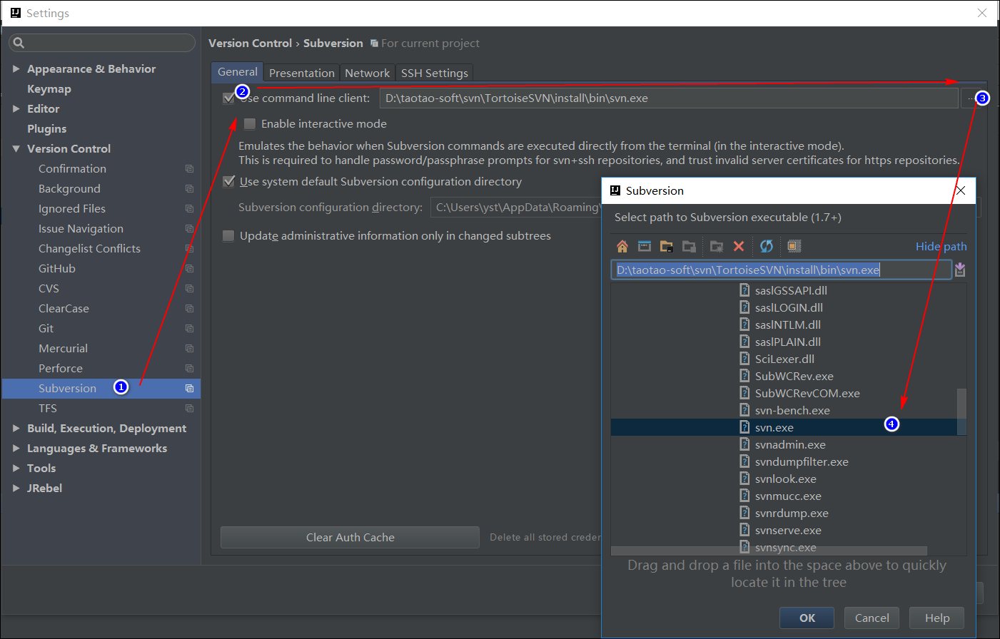 Settings
Version Control › Subversion For current project
Appearance & Behavior
Keymap
Editor
Plugins
Version Control
Confirmation
Background
Ignored Files
Issue Navigation
Changelist Conflicts
GitHub
CVS
ClearCase
Git
Mercurial
Perforce
Subversion 1
TFS
Build, Execution, Deployment
Languages & Frameworks
Tools
JRebel
General Presentation Network SSH Settings
2
Use command line client: D:\taotao-soft\svn\TortoiseSVN\install\bin\svn.exe ... 3
Enable interactive mode
Emulates the behavior when Subversion commands are executed directly from the terminal (in the interactive mode).
This is required to handle password/passphrase prompts for svn+ssh repositories, and trust invalid server certificates for https repositories.
Use system default Subversion configuration directory
Subversion configuration directory: C:\Users\yst\AppData\Roaming\
Update administrative information only in changed subtrees
Clear Auth Cache Delete all stored creder
Subversion
Select path to Subversion executable (1.7+)
Hide path
D:\taotao-soft\svn\TortoiseSVN\install\bin\svn.exe
saslGSSAPI.dll
saslLOGIN.dll
saslNTLM.dll
saslPLAIN.dll
SciLexer.dll
SubWCRev.exe
SubWCRevCOM.exe
svn-bench.exe
svn.exe 4
svnadmin.exe
svndumpfilter.exe
svnlook.exe
svnmucc.exe
svnrdump.exe
svnserve.exe
svnsync.exe
Drag and drop a file into the space above to quickly
locate it in the tree
OK Cancel Help